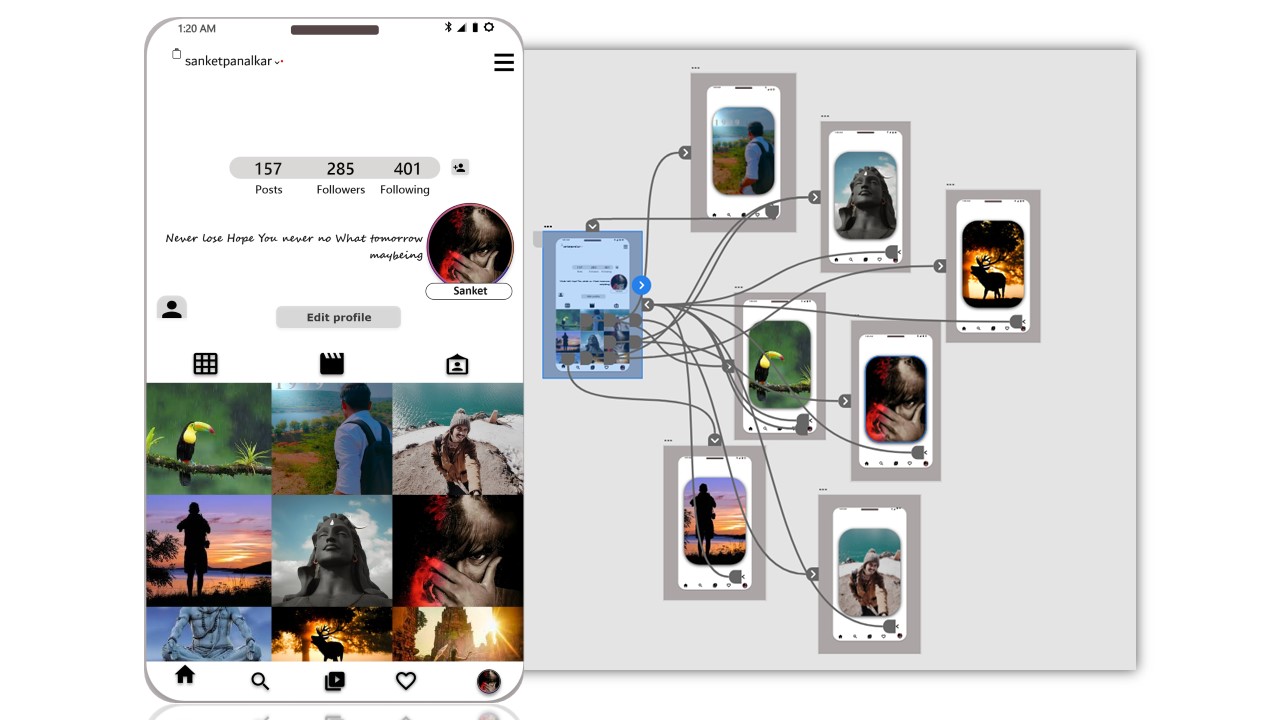 1:20 AM
sanketpanalkar
157 285 401
Posts Followers Following
Never lose Hope You never no What tomorrow
maybeing
Sanket
Edit profile